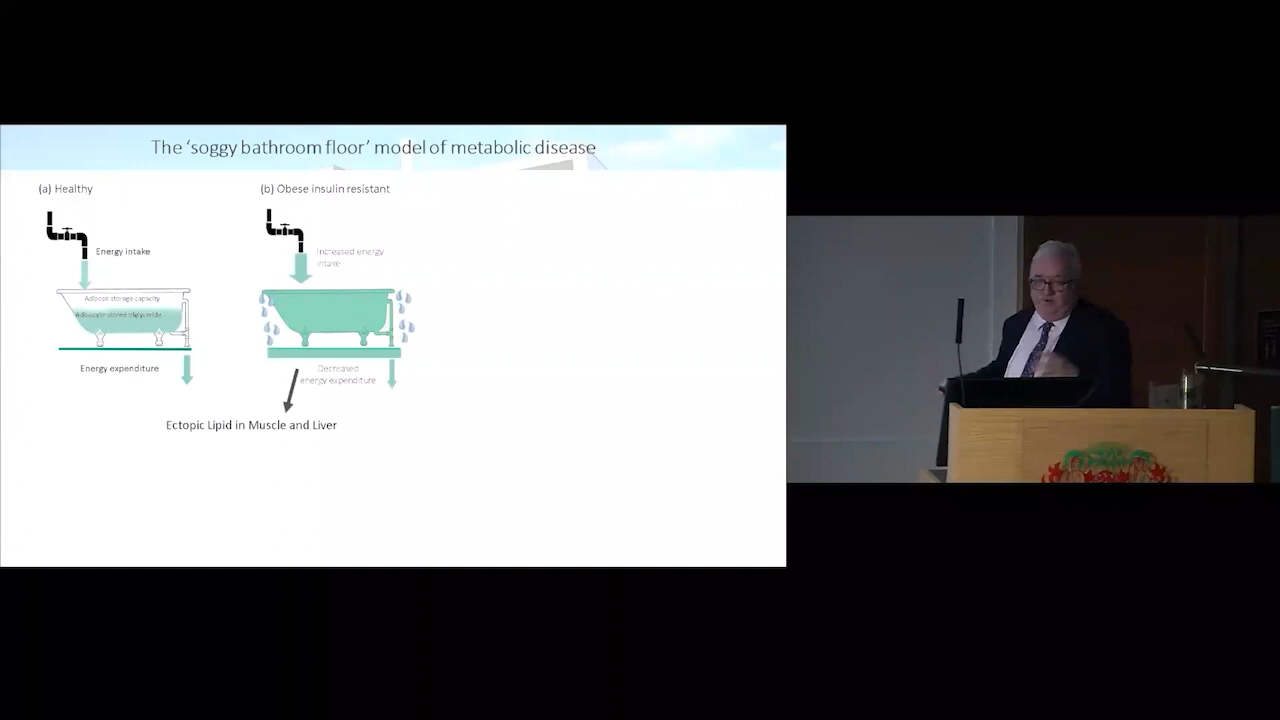 The 'soggy bathroom floor' model of metabolic disease
(a) Healthy
(b) Obese insulin resistant
Energy intake
Increased energy
intake
Adipose storage capacity
Adipocyte stored triglyceride
Energy expenditure
Decreased
energy expenditure
Ectopic Lipid in Muscle and Liver